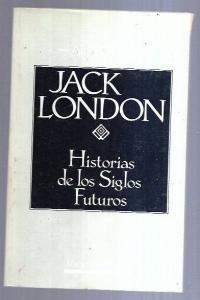 JACK
LONDON
Historias
de los Siglos
Futuros